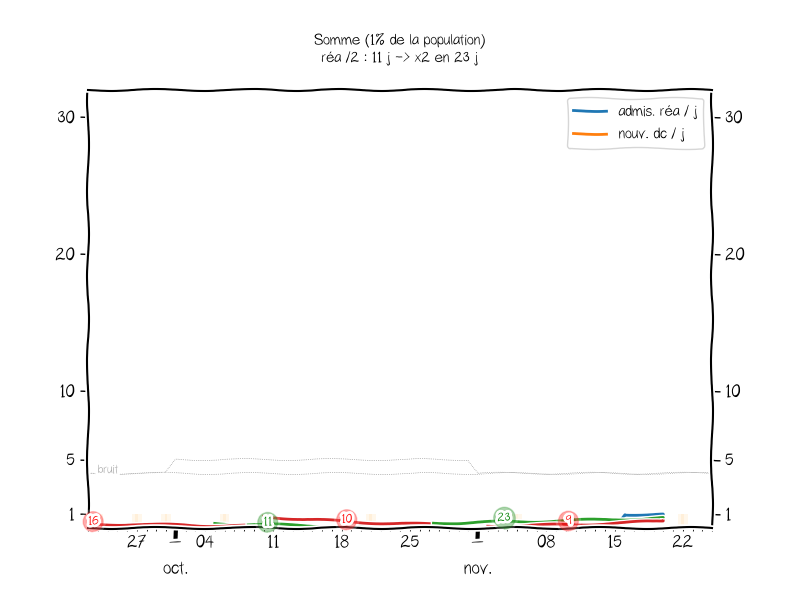 Somme (1% de la population)
réa /2 : 11 j -> x2 en 23 j
admis. réa / j
nouv. dc / j
30 30
20 20
10 10
5 5
bruit
1 1
16 11 10 23 9
27 04 11 18 25 08 15 22
oct. nov.